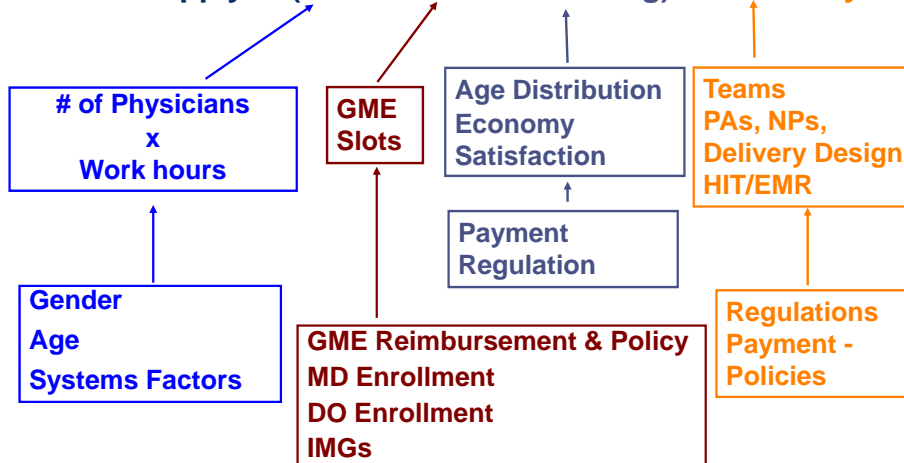 # of Physicians
x
Work hours
GME
Slots
Age Distribution
Economy
Satisfaction
Teams
PAs, NPs,
Delivery Design
HIT/EMR
Payment
Regulation
Gender
Age
Systems Factors
GME Reimbursement & Policy
MD Enrollment
DO Enrollment
IMGs
Regulations
Payment -
Policies